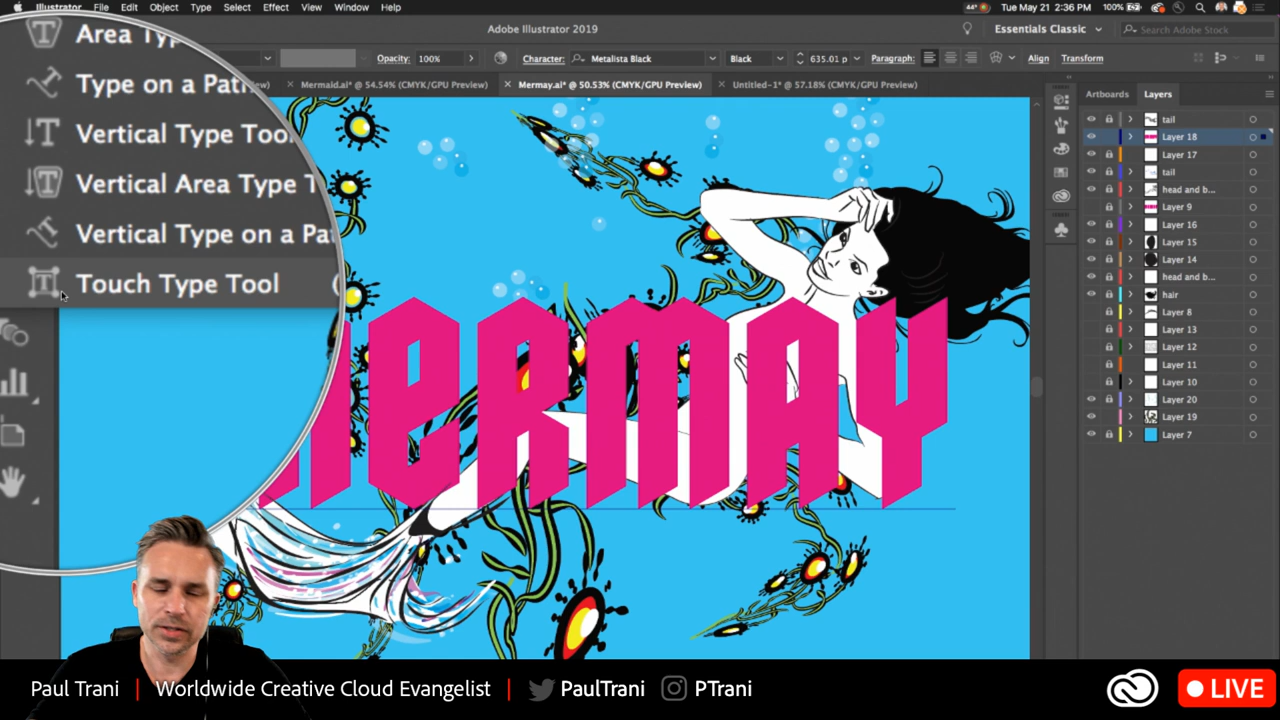 Illustrator File Edit Object Type Select Effect View Window Help
44° Tue May 21 2:36 PM 100%
Adobe Illustrator 2019
Essentials Classic
Search Adobe Stock
Opacity: 100% Character: Metalista Black Black 635.01 p Paragraph: Align Transform
Mermaid.ai* @ 54.54% (CMYK/GPU Preview) Mermay.ai* @ 50.53% (CMYK/GPU Preview) Untitled-1* @ 57.18% (CMYK/GPU Preview)
Area Typ
Type on a Path
Vertical Type Tool
Vertical Area Type T
Vertical Type on a Pat
Touch Type Tool (
MERMAY
Artboards Layers
tail
Layer 18
Layer 17
tail
head and b...
Layer 9
Layer 16
Layer 15
Layer 14
head and b...
hair
Layer 8
Layer 13
Layer 12
Layer 11
Layer 10
Layer 20
Layer 19
Layer 7
Paul Trani | Worldwide Creative Cloud Evangelist | PaulTrani PTrani
LIVE